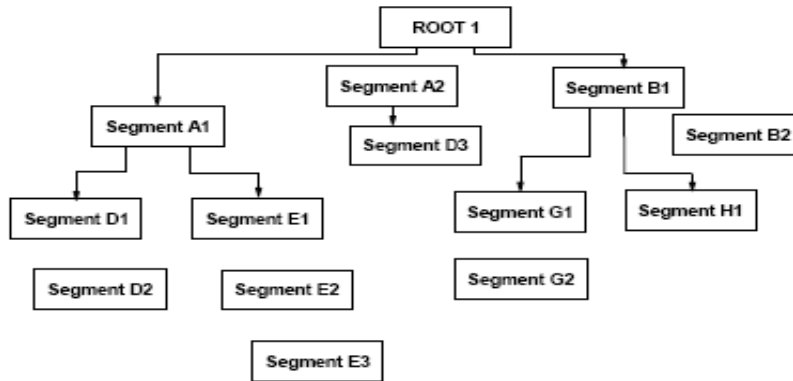 ROOT 1
Segment A2
Segment B1
Segment A1
Segment B2
Segment D3
Segment D1
Segment E1
Segment G1
Segment H1
Segment D2
Segment E2
Segment G2
Segment E3